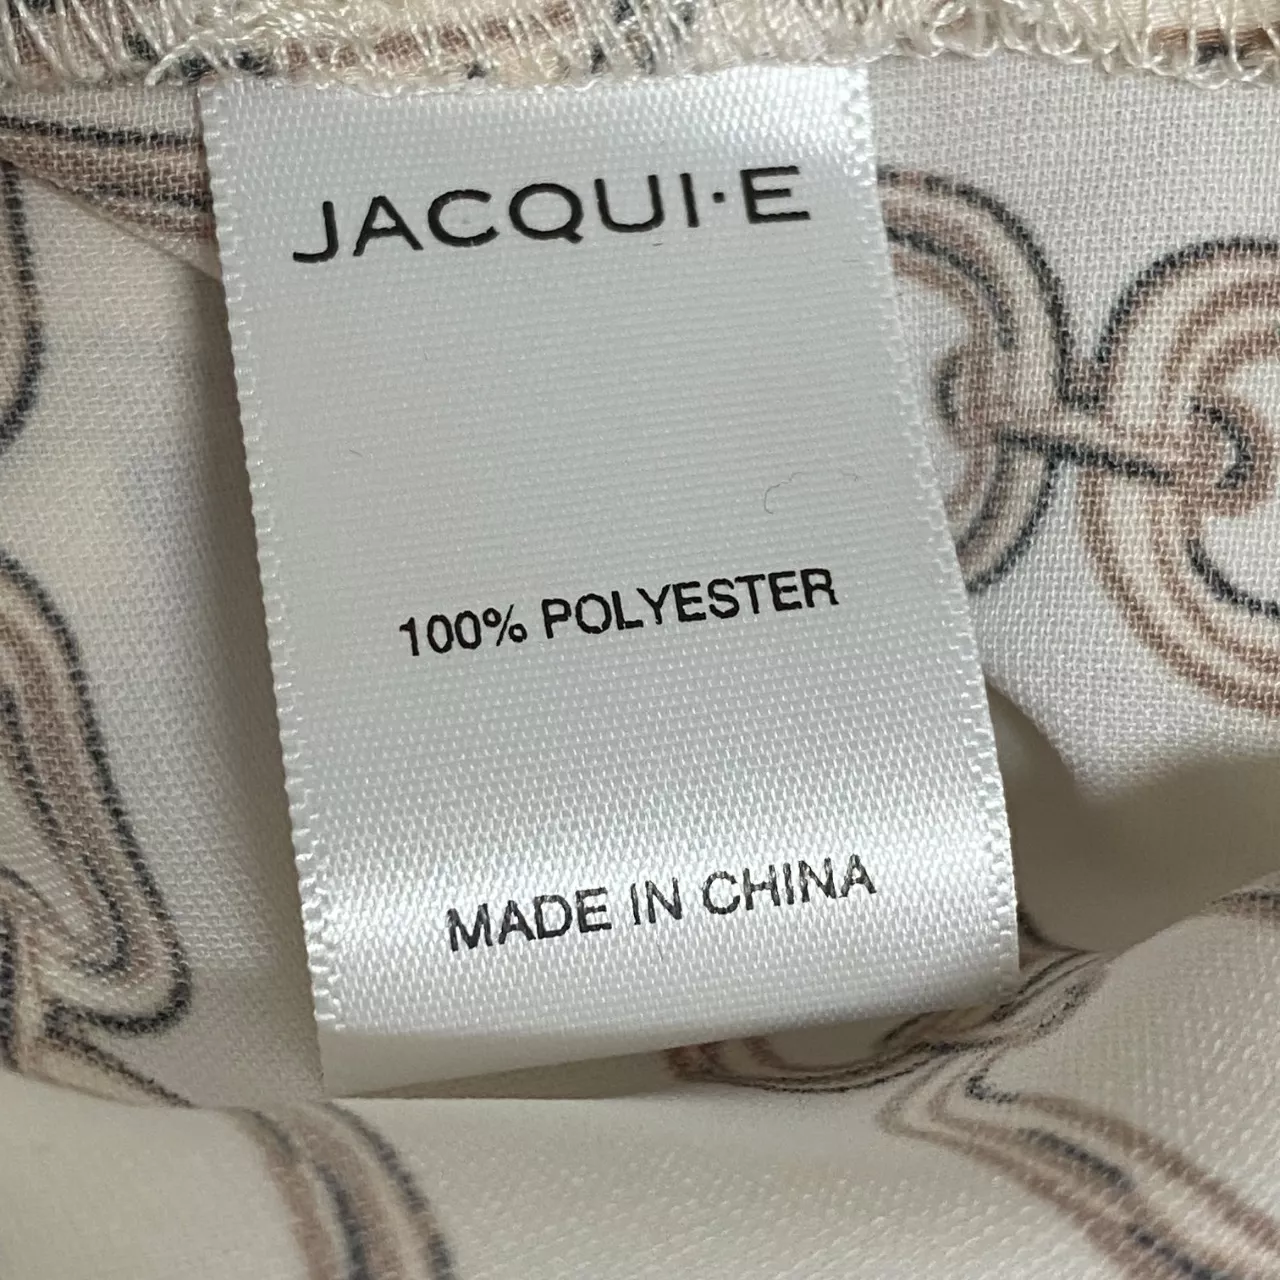 JACQUI·E
100% POLYESTER
MADE IN CHINA